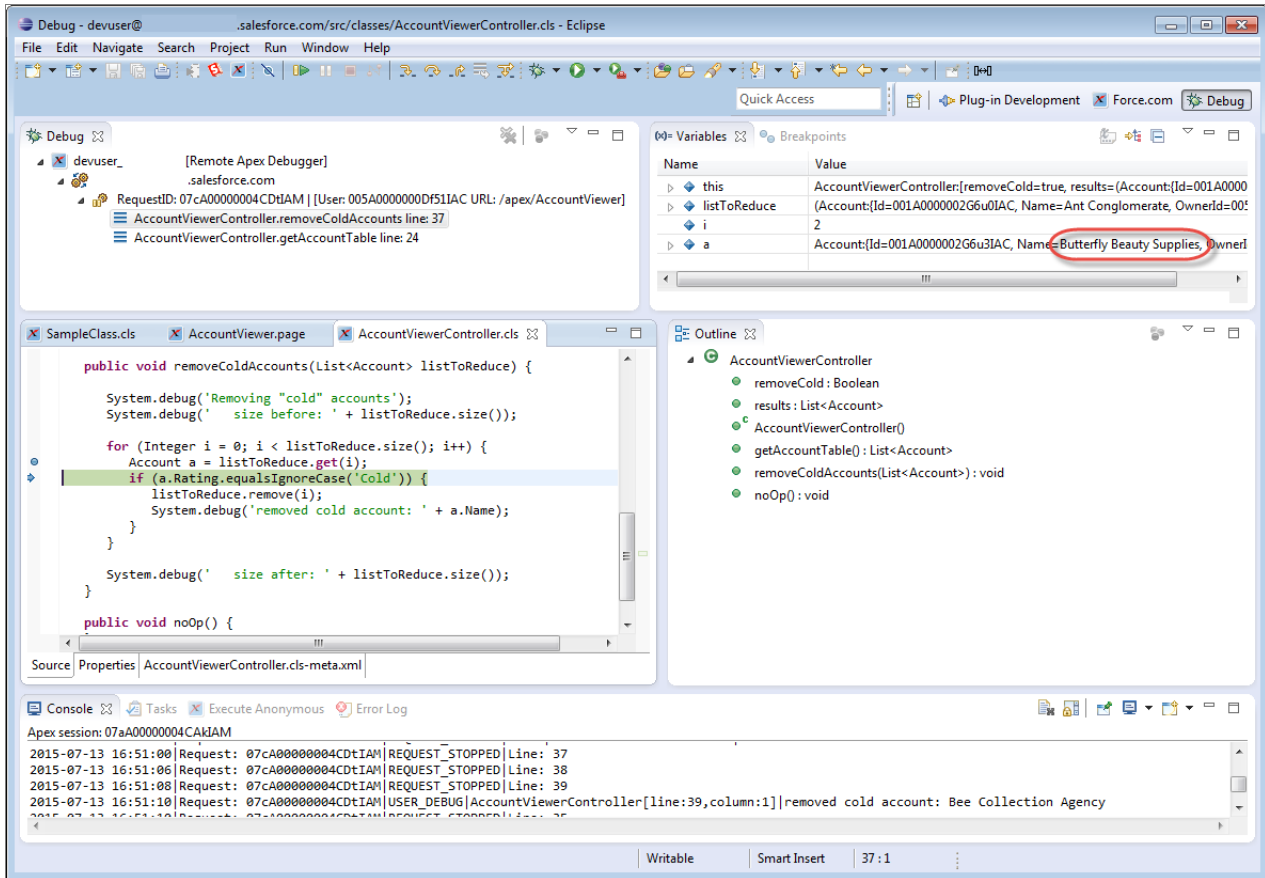 Debug - devuser@ .salesforce.com/src/classes/AccountViewerController.cls - Eclipse
File Edit Navigate Search Project Run Window Help
Quick Access Plug-in Development Force.com Debug
Debug
devuser_ [Remote Apex Debugger]
.salesforce.com
RequestID: 07cA00000004CDtIAM | [User: 005A0000000Df51IAC URL: /apex/AccountViewer]
AccountViewerController.removeColdAccounts line: 37
AccountViewerController.getAccountTable line: 24
(x)= Variables Breakpoints
Name Value
this AccountViewerController:[removeCold=true, results=(Account:{Id=001A0000
listToReduce (Account:{Id=001A0000002G6u0IAC, Name=Ant Conglomerate, OwnerId=005
i 2
a Account:{Id=001A0000002G6u3IAC, Name=Butterfly Beauty Supplies, OwnerI
SampleClass.cls AccountViewer.page AccountViewerController.cls
public void removeColdAccounts(List<Account> listToReduce) {
System.debug('Removing "cold" accounts');
System.debug('   size before: ' + listToReduce.size());
for (Integer i = 0; i < listToReduce.size(); i++) {
Account a = listToReduce.get(i);
if (a.Rating.equalsIgnoreCase('Cold')) {
listToReduce.remove(i);
System.debug('removed cold account: ' + a.Name);
}
}
System.debug('   size after: ' + listToReduce.size());
}
public void noOp() {
Source Properties AccountViewerController.cls-meta.xml
Outline
AccountViewerController
removeCold : Boolean
results : List<Account>
AccountViewerController()
getAccountTable() : List<Account>
removeColdAccounts(List<Account>) : void
noOp() : void
Console Tasks Execute Anonymous Error Log
Apex session: 07aA00000004CAkIAM
2015-07-13 16:51:00|Request: 07cA00000004CDtIAM|REQUEST_STOPPED|Line: 37
2015-07-13 16:51:06|Request: 07cA00000004CDtIAM|REQUEST_STOPPED|Line: 38
2015-07-13 16:51:08|Request: 07cA00000004CDtIAM|REQUEST_STOPPED|Line: 39
2015-07-13 16:51:10|Request: 07cA00000004CDtIAM|USER_DEBUG|AccountViewerController[line:39,column:1]|removed cold account: Bee Collection Agency
Writable Smart Insert 37 : 1